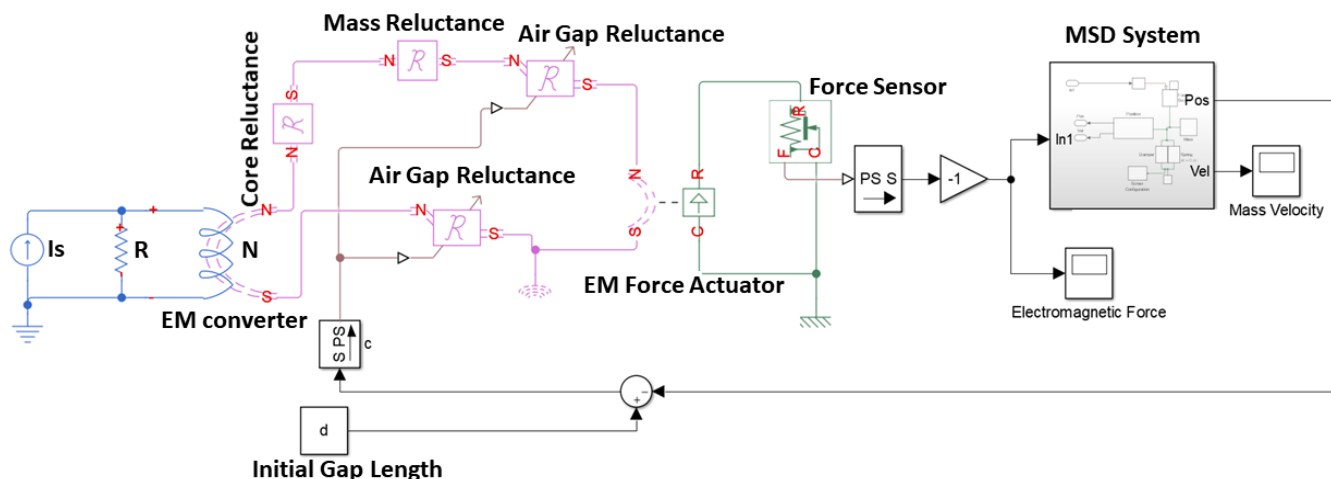 Mass Reluctance
Air Gap Reluctance
MSD System
Core Reluctance
N
S
N
S
N
S
R
R
R
Force Sensor
R
F
C
Pos
In1
Vel
Air Gap Reluctance
N
S
R
N
S
R
C
PS S
-1
Mass Velocity
Is
+
R
-
+
-
N
N
S
EM converter
EM Force Actuator
Electromagnetic Force
S PS
c
-
+
d
Initial Gap Length